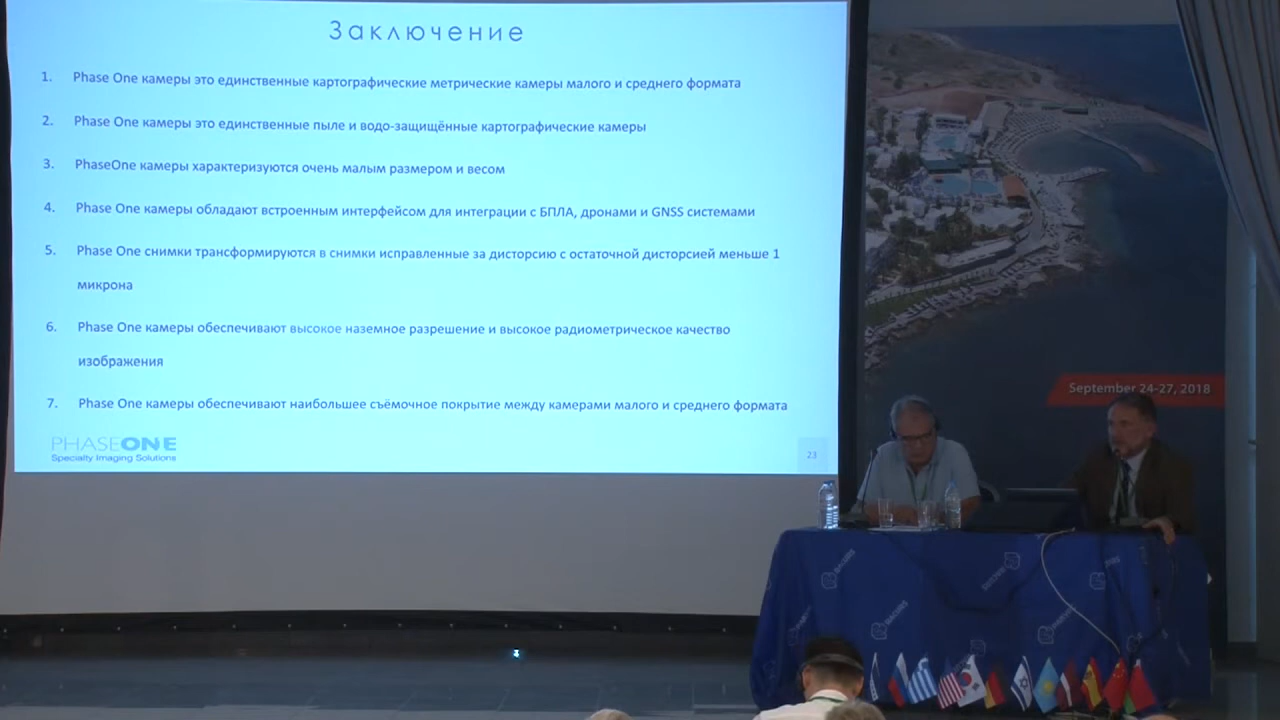 Заключение
1. Phase One камеры это единственные картографические метрические камеры малого и среднего формата
2. Phase One камеры это единственные пыле и водо-защищённые картографические камеры
3. PhaseOne камеры характеризуются очень малым размером и весом
4. Phase One камеры обладают встроенным интерфейсом для интеграции с БПЛА, дронами и GNSS системами
5. Phase One снимки трансформируются в снимки исправленные за дисторсию с остаточной дисторсией меньше 1
микрона
6. Phase One камеры обеспечивают высокое наземное разрешение и высокое радиометрическое качество
изображения
7. Phase One камеры обеспечивают наибольшее съёмочное покрытие между камерами малого и среднего формата
PHASEONE
Specialty Imaging Solutions
23
September 24-27, 2018
RACURS
RACURS
RACURS
RACURS